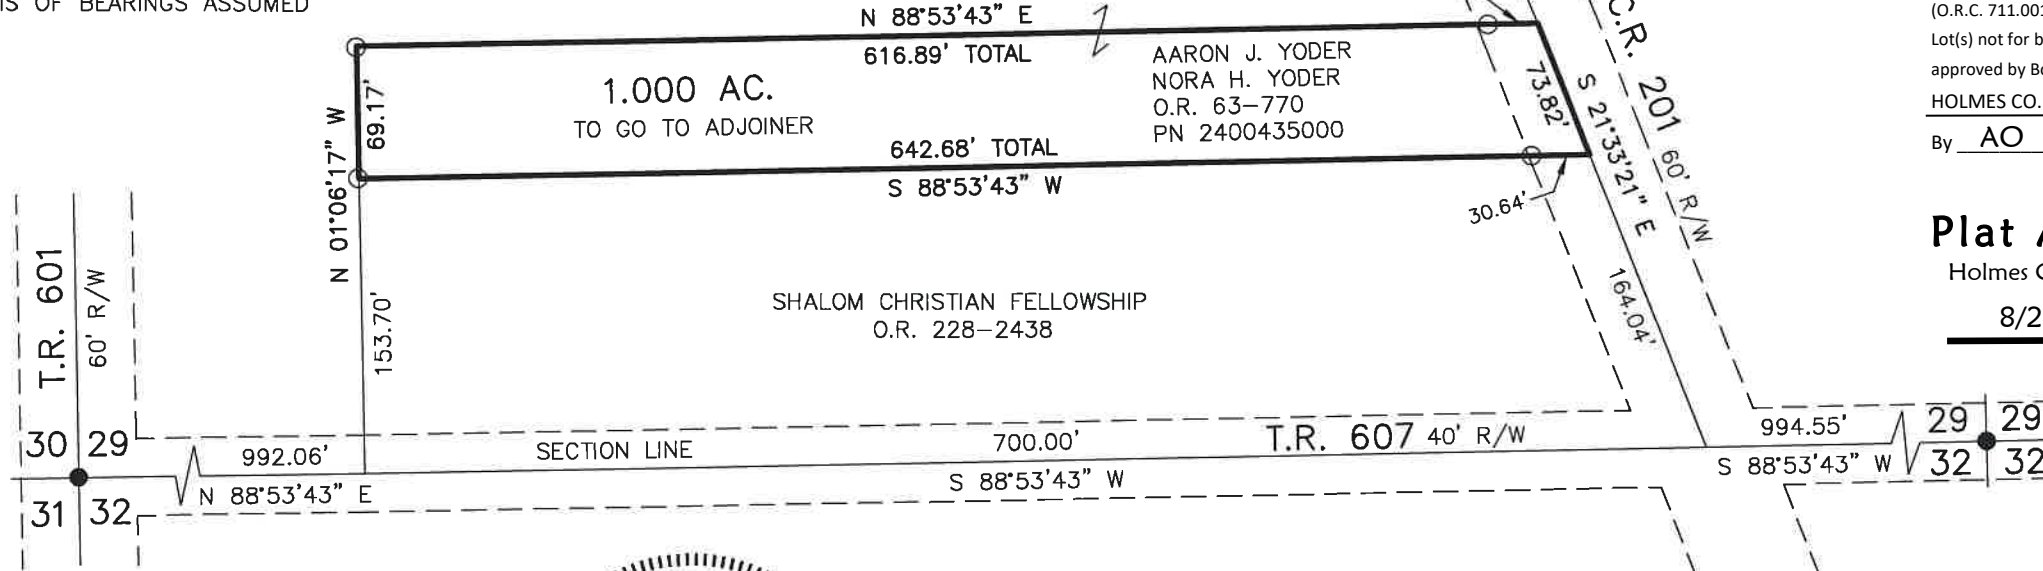 IS OF BEARINGS ASSUMED
N 88°53'43" E
616.89' TOTAL
1.000 AC.
TO GO TO ADJOINER
69.17'
N 01°06'17" W
AARON J. YODER
NORA H. YODER
O.R. 63-770
PN 2400435000
642.68' TOTAL
S 88°53'43" W
73.82'
S 21°33'21" E
C.R. 201 60' R/W
30.64'
164.04'
(O.R.C. 711.001
Lot(s) not for b
approved by Bo
HOLMES CO.
By AO
Plat A
Holmes C
8/2
T.R. 601
60' R/W
153.70'
SHALOM CHRISTIAN FELLOWSHIP
O.R. 228-2438
30 29
31 32
992.06'
N 88°53'43" E
SECTION LINE
700.00'
S 88°53'43" W
T.R. 607 40' R/W
994.55'
S 88°53'43" W
29 29
32 32